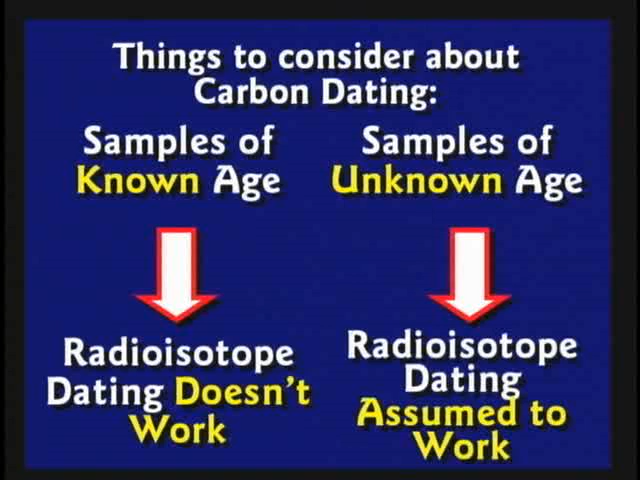 Things to consider about
Carbon Dating:
Samples of
Known Age
Radioisotope
Dating Doesn't
Work
Samples of
Unknown Age
Radioisotope
Dating
Assumed to
Work